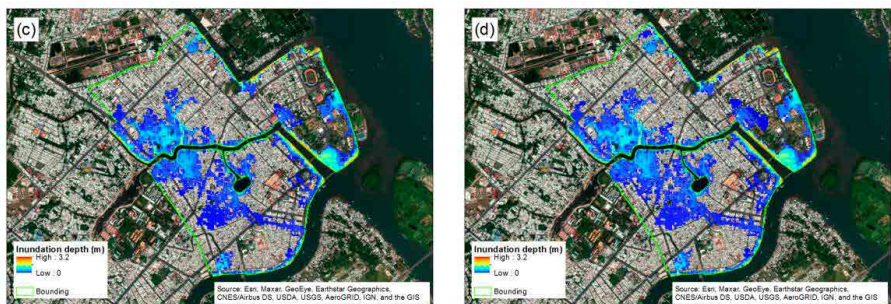 (c)
Inundation depth (m)
High : 3.2
Low : 0
Bounding
Source: Esri, Maxar, GeoEye, Earthstar Geographics,
CNES/Airbus DS, USDA, USGS, AeroGRID, IGN, and the GIS
(d)
Inundation depth (m)
High : 3.2
Low : 0
Bounding
Source: Esri, Maxar, GeoEye, Earthstar Geographics,
CNES/Airbus DS, USDA, USGS, AeroGRID, IGN, and the GIS